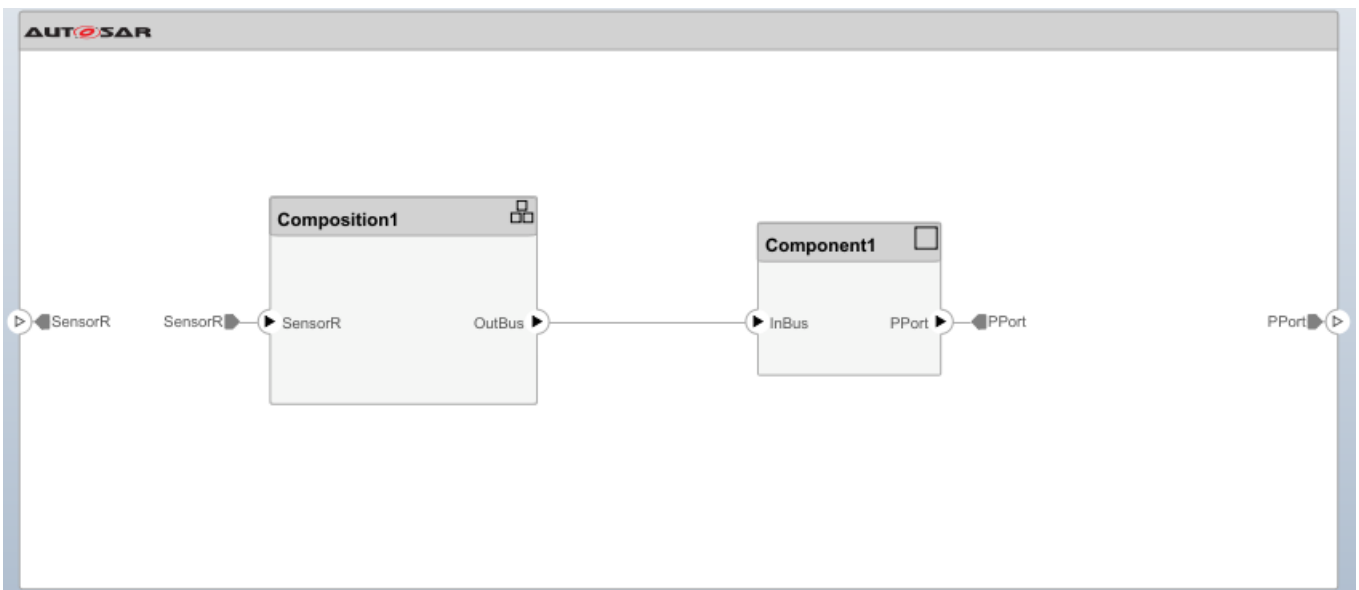 AUTOSAR
Composition1
Component1
SensorR SensorR SensorR OutBus InBus PPort PPort PPort